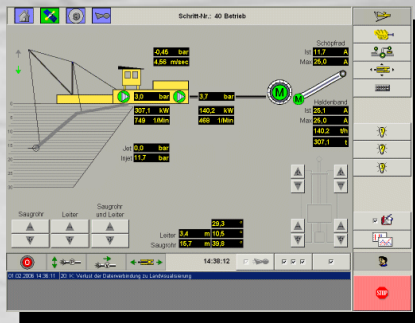 Schritt-Nr.: 40 Betrieb
-0,45 bar
4,56 m/sec
Schöpfrad
Ist 11,7 A
Max 25,0 A
3,0 bar
3,7 bar
307,1 kW
140,2 kW
749 1/Min
468 1/Min
M
M
Haldenband
Ist 25,1 A
Max 25,0 A
140,2 t/h
307,1 t
Jet 0,0 bar
Injet 11,7 bar
Saugrohr
Leiter
Saugrohr
und Leiter
29,3 °
Leiter 3,4 m 10,5 °
Saugrohr 15,7 m 39,8 °
14:38:12
01.02.2006 14:36:11 2D: K: Verlust der Datenverbindung zu Landvisualisierung
STOP